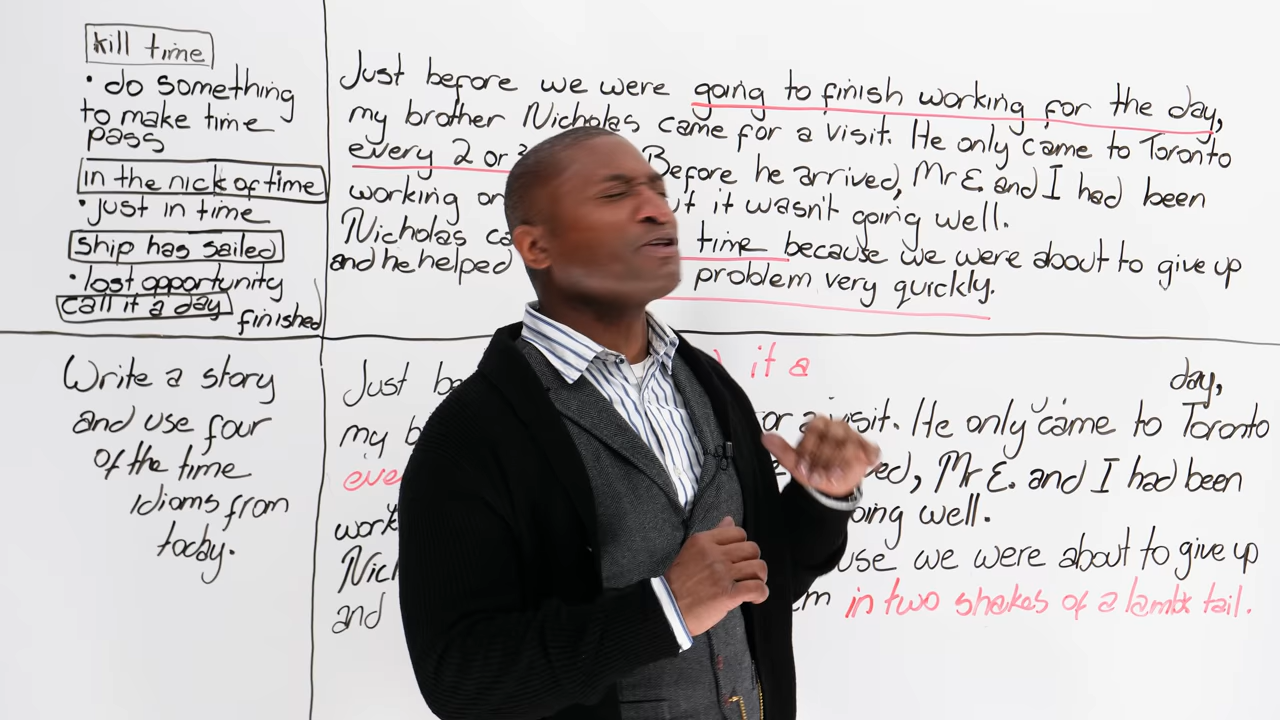 kill time
• do something
to make time
pass
in the nick of time
• just in time
ship has sailed
• lost opportunity
call it a day finished
Just before we were going to finish working for the day,
my brother Nicholas came for a visit. He only came to Toronto
every 2 or Before he arrived, Mr E. and I had been
working it wasn't going well.
Nicholas time because we were about to give up
and he helped problem very quickly.
Write a story
and use four
of the time
idioms from
today.
Just it a day,
my visit. He only came to Toronto
Mr E. and I had been
well.
we were about to give up
and in two shakes of a lamb's tail.